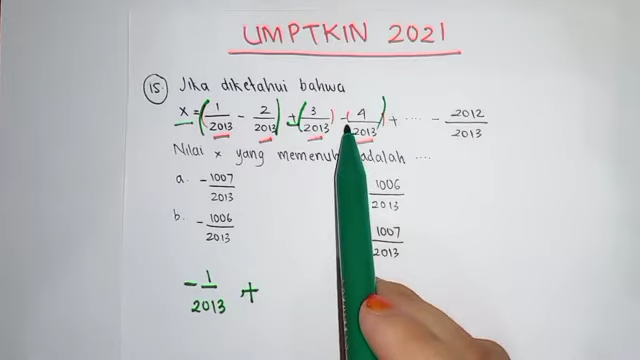 UMPTKIN 2021
15. Jika diketahui bahwa
x = (1/2013 - 2/2013) + (3/2013) - (4/2013) + .... - 2012/2013
Nilai x yang memenuh adalah ....
a. -1007/2013 1006/2013
b. -1006/2013 1007/2013
-1/2013 +